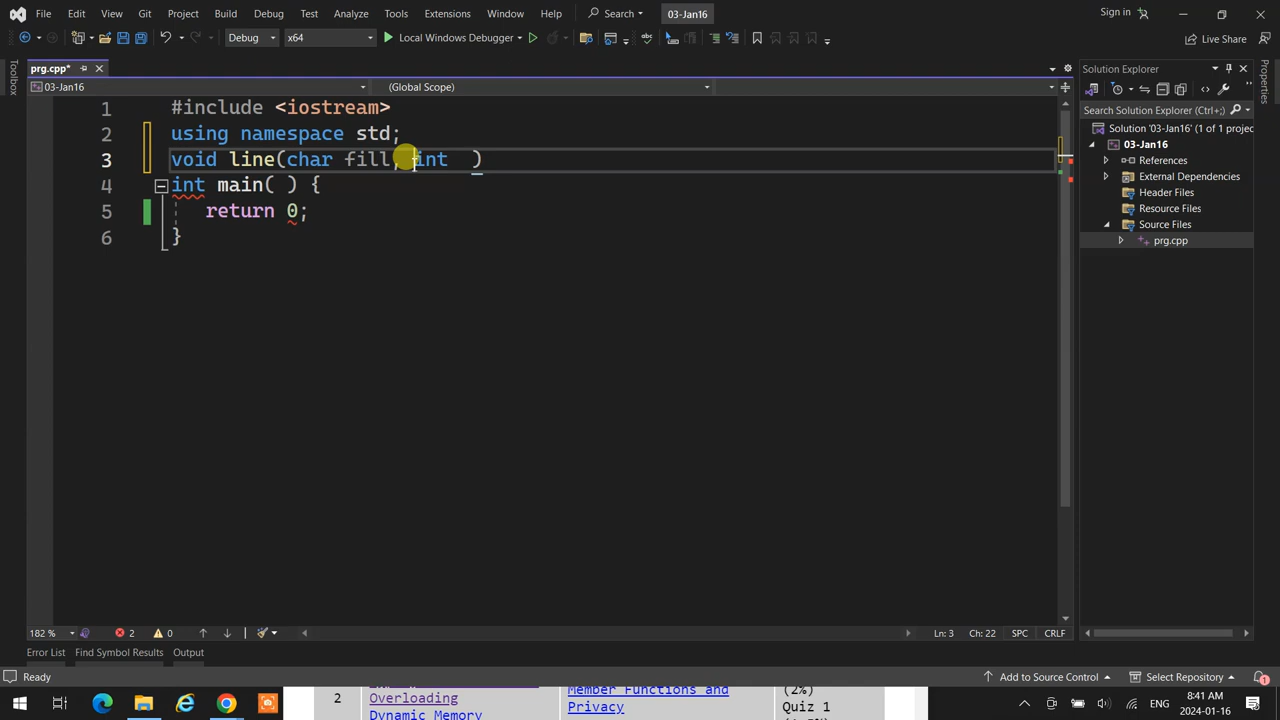 File Edit View Git Project Build Debug Test Analyze Tools Extensions Window Help Search 03-Jan16 Sign in
Debug x64 Local Windows Debugger Live Share
prg.cpp*
03-Jan16 (Global Scope)
1 #include <iostream>
2 using namespace std;
3 void line(char fill, int )
4 int main( ) {
5 return 0;
6 }
Toolbox
Solution Explorer
Search Solution Explorer (Ctrl+;)
Solution '03-Jan16' (1 of 1 projec
03-Jan16
References
External Dependencies
Header Files
Resource Files
Source Files
prg.cpp
Properties
182 % 2 0 Ln: 3 Ch: 22 SPC CRLF
Error List Find Symbol Results Output
Ready Add to Source Control Select Repository 1
2 Overloading Member Functions and (2%)
Dynamic Memory Privacy Quiz 1
ENG 8:41 AM
2024-01-16